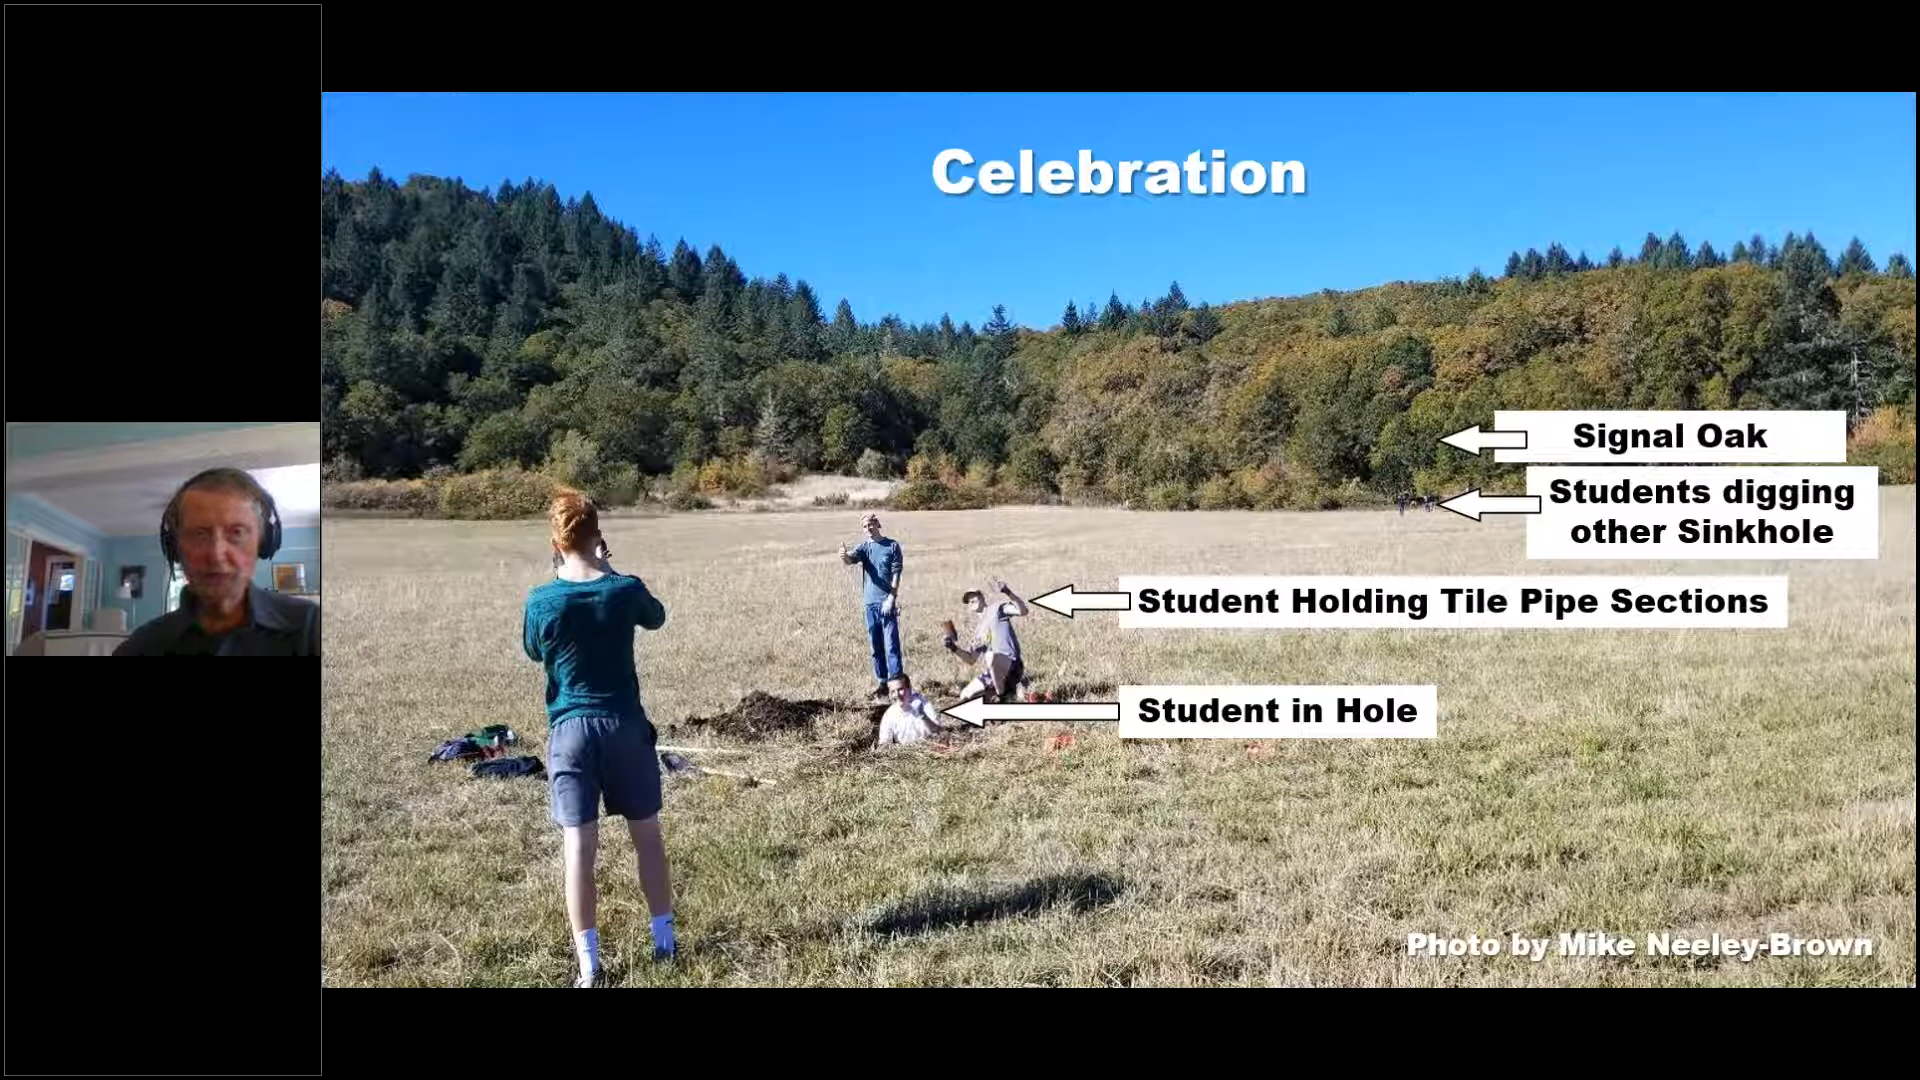 Celebration
Signal Oak
Students digging
other Sinkhole
Student Holding Tile Pipe Sections
Student in Hole
Photo by Mike Neeley-Brown